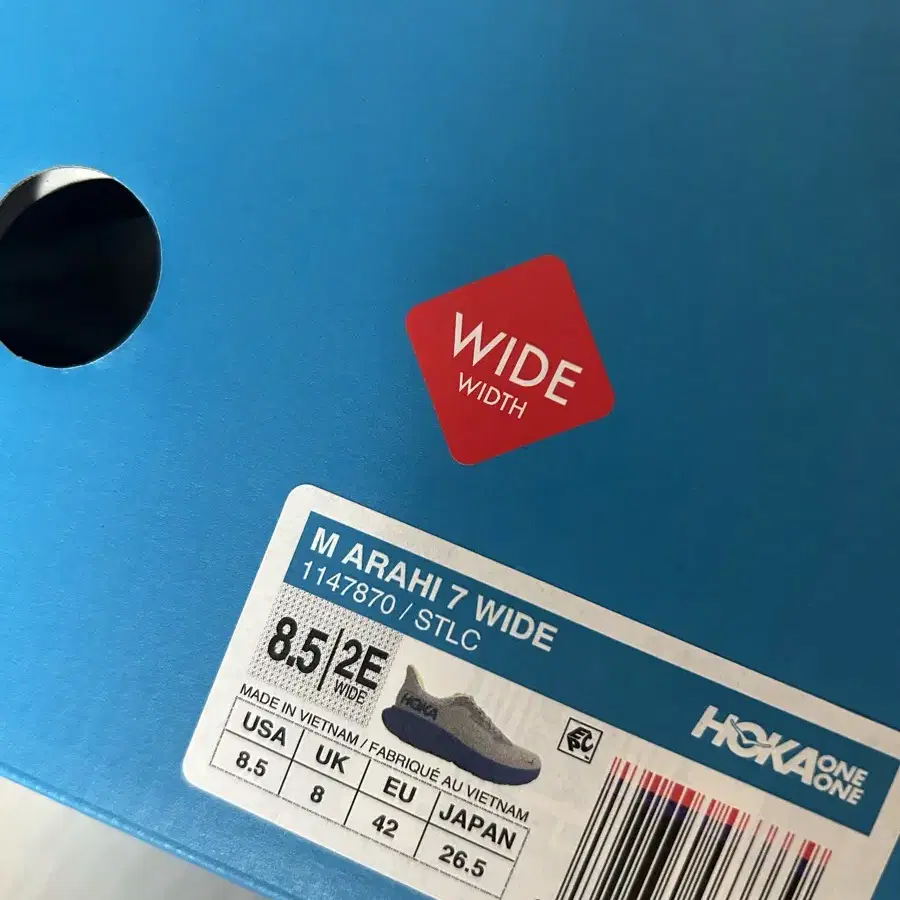 WIDE
WIDTH
M ARAHI 7 WIDE
1147870 / STLC
8.5 | 2E
WIDE
HOKA
MADE IN VIETNAM / FABRIQUÉ AU VIETNAM
USA UK EU JAPAN
8.5 8 42 26.5
HOKA ONE ONE